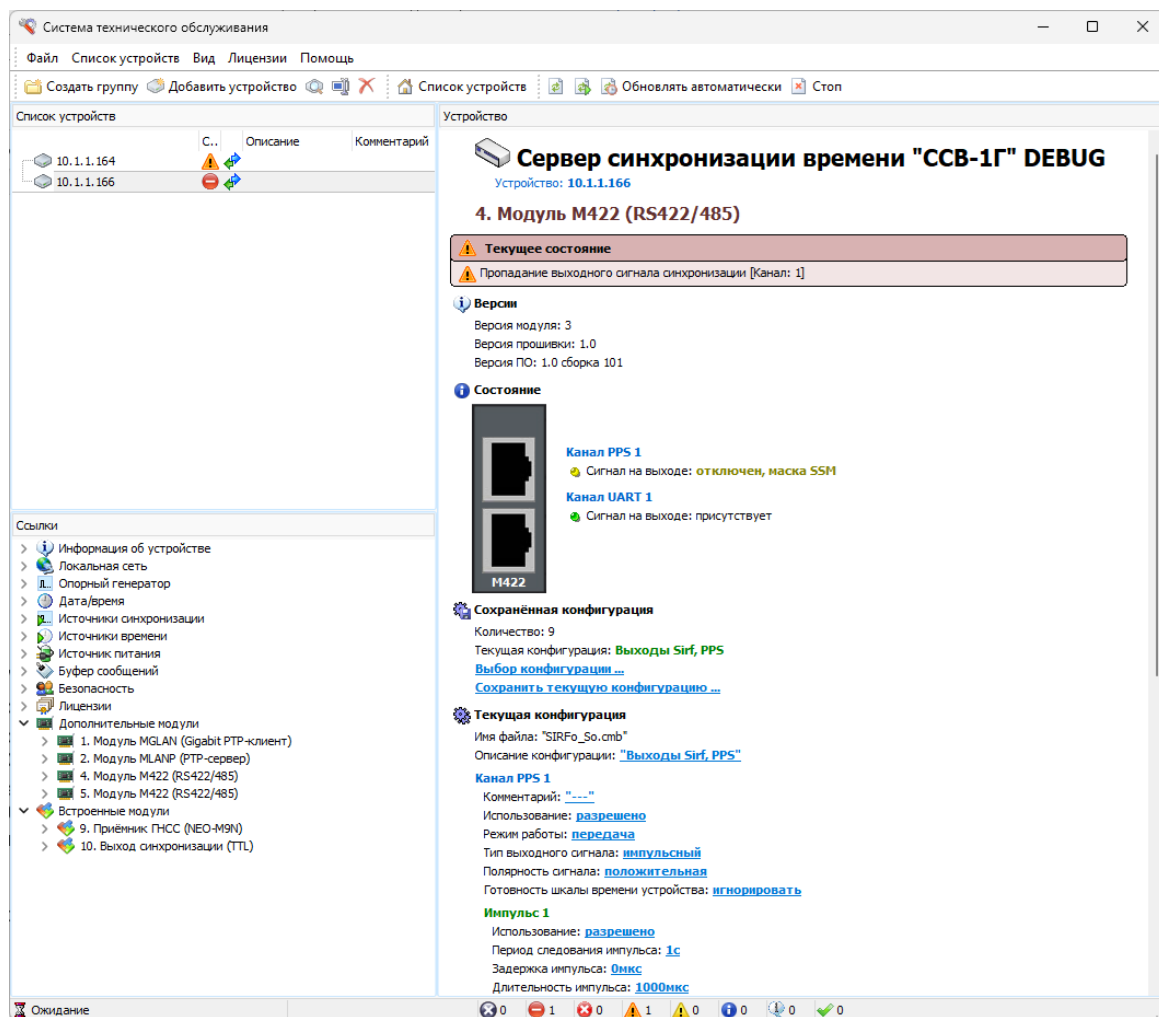 Система технического обслуживания
Файл Список устройств Вид Лицензии Помощь
Создать группу Добавить устройство Список устройств Обновлять автоматически Стоп
Список устройств
С.. Описание Комментарий
10.1.1.164
10.1.1.166
Ссылки
Информация об устройстве
Локальная сеть
Опорный генератор
Дата/время
Источники синхронизации
Источники времени
Источник питания
Буфер сообщений
Безопасность
Лицензии
Дополнительные модули
1. Модуль MGLAN (Gigabit PTP-клиент)
2. Модуль MLANP (PTP-сервер)
4. Модуль M422 (RS422/485)
5. Модуль M422 (RS422/485)
Встроенные модули
9. Приёмник ГНСС (NEO-M9N)
10. Выход синхронизации (TTL)
Устройство
Сервер синхронизации времени "ССВ-1Г" DEBUG
Устройство: 10.1.1.166
4. Модуль M422 (RS422/485)
Текущее состояние
Пропадание выходного сигнала синхронизации [Канал: 1]
Версии
Версия модуля: 3
Версия прошивки: 1.0
Версия ПО: 1.0 сборка 101
Состояние
M422
Канал PPS 1
Сигнал на выходе: отключен, маска SSM
Канал UART 1
Сигнал на выходе: присутствует
Сохранённая конфигурация
Количество: 9
Текущая конфигурация: Выходы Sirf, PPS
Выбор конфигурации ...
Сохранить текущую конфигурацию ...
Текущая конфигурация
Имя файла: "SIRFo_So.cmb"
Описание конфигурации: "Выходы Sirf, PPS"
Канал PPS 1
Комментарий: "---"
Использование: разрешено
Режим работы: передача
Тип выходного сигнала: импульсный
Полярность сигнала: положительная
Готовность шкалы времени устройства: игнорировать
Импульс 1
Использование: разрешено
Период следования импульса: 1с
Задержка импульса: 0мкс
Длительность импульса: 1000мкс
Ожидание 0 1 0 1 0 0 0 0